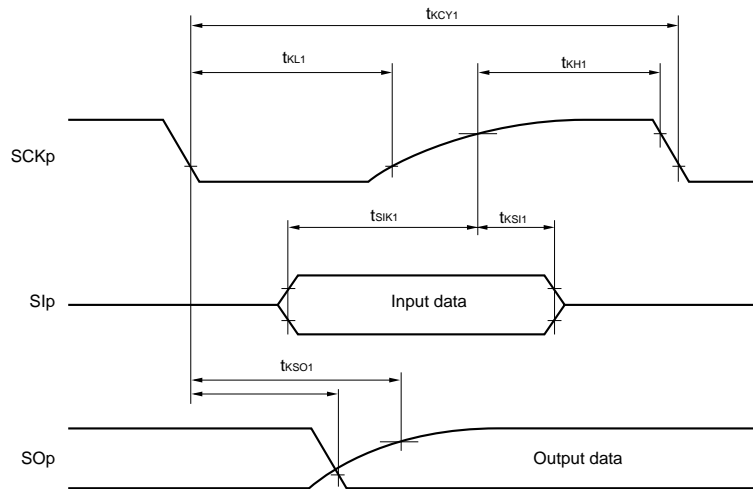 tKCY1
tKL1
tKH1
SCKp
tSIK1
tKSI1
SIp
Input data
tKSO1
SOp
Output data